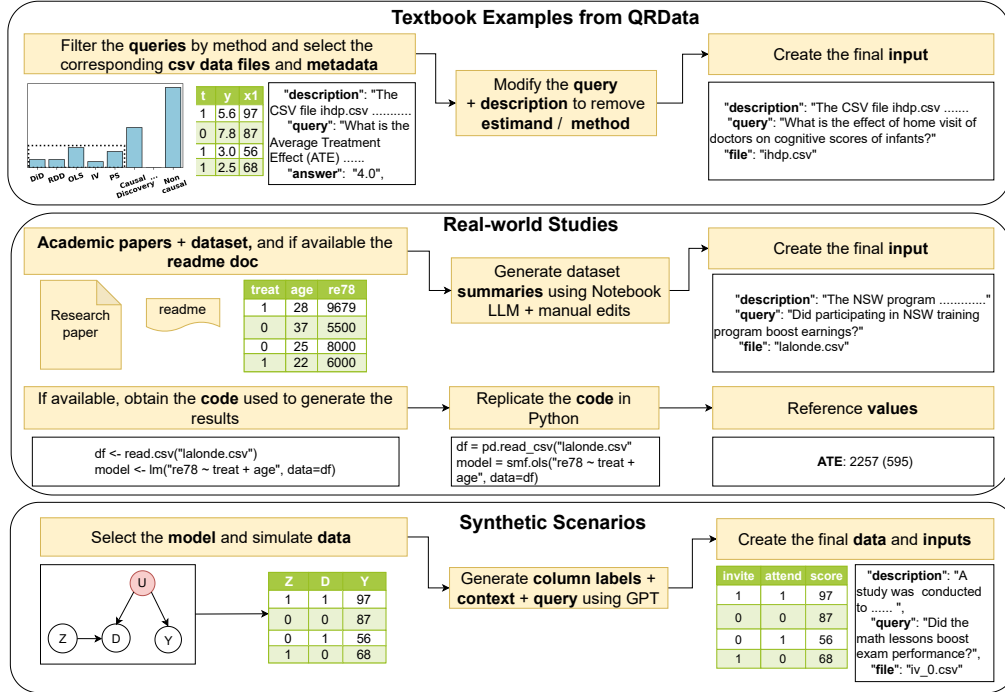 Textbook Examples from QRData
Filter the queries by method and select the
corresponding csv data files and metadata
Modify the query
+ description to remove
estimand / method
Create the final input
DiD
RDD
OLS
IV
PS
Causal
Discovery
...
Non
causal
t y x1
1 5.6 97
0 7.8 87
1 3.0 56
1 2.5 68
"description": "The
CSV file ihdp.csv ...........
"query": "What is the
Average Treatment
Effect (ATE) ......
"answer": "4.0",
"description": "The CSV file ihdp.csv .......
"query": "What is the effect of home visit of
doctors on cognitive scores of infants?"
"file": "ihdp.csv"
Real-world Studies
Academic papers + dataset, and if available the
readme doc
Generate dataset
summaries using Notebook
LLM + manual edits
Create the final input
Research
paper
readme
treat age re78
1 28 9679
0 37 5500
0 25 8000
1 22 6000
"description": "The NSW program ............"
"query": "Did participating in NSW training
program boost earnings?"
"file": "lalonde.csv"
If available, obtain the code used to generate the
results
Replicate the code in
Python
Reference values
df <- read.csv("lalonde.csv")
model <- lm("re78 ~ treat + age", data=df)
df = pd.read_csv("lalonde.csv"
model = smf.ols("re78 ~ treat +
age", data=df)
ATE: 2257 (595)
Synthetic Scenarios
Select the model and simulate data
Generate column labels +
context + query using GPT
Create the final data and inputs
U
Z
D
Y
Z D Y
1 1 97
0 0 87
0 1 56
1 0 68
invite attend score
1 1 97
0 0 87
0 1 56
1 0 68
"description": "A
study was conducted
to ...... ",
"query": "Did the
math lessons boost
exam performance?",
"file": "iv_0.csv"